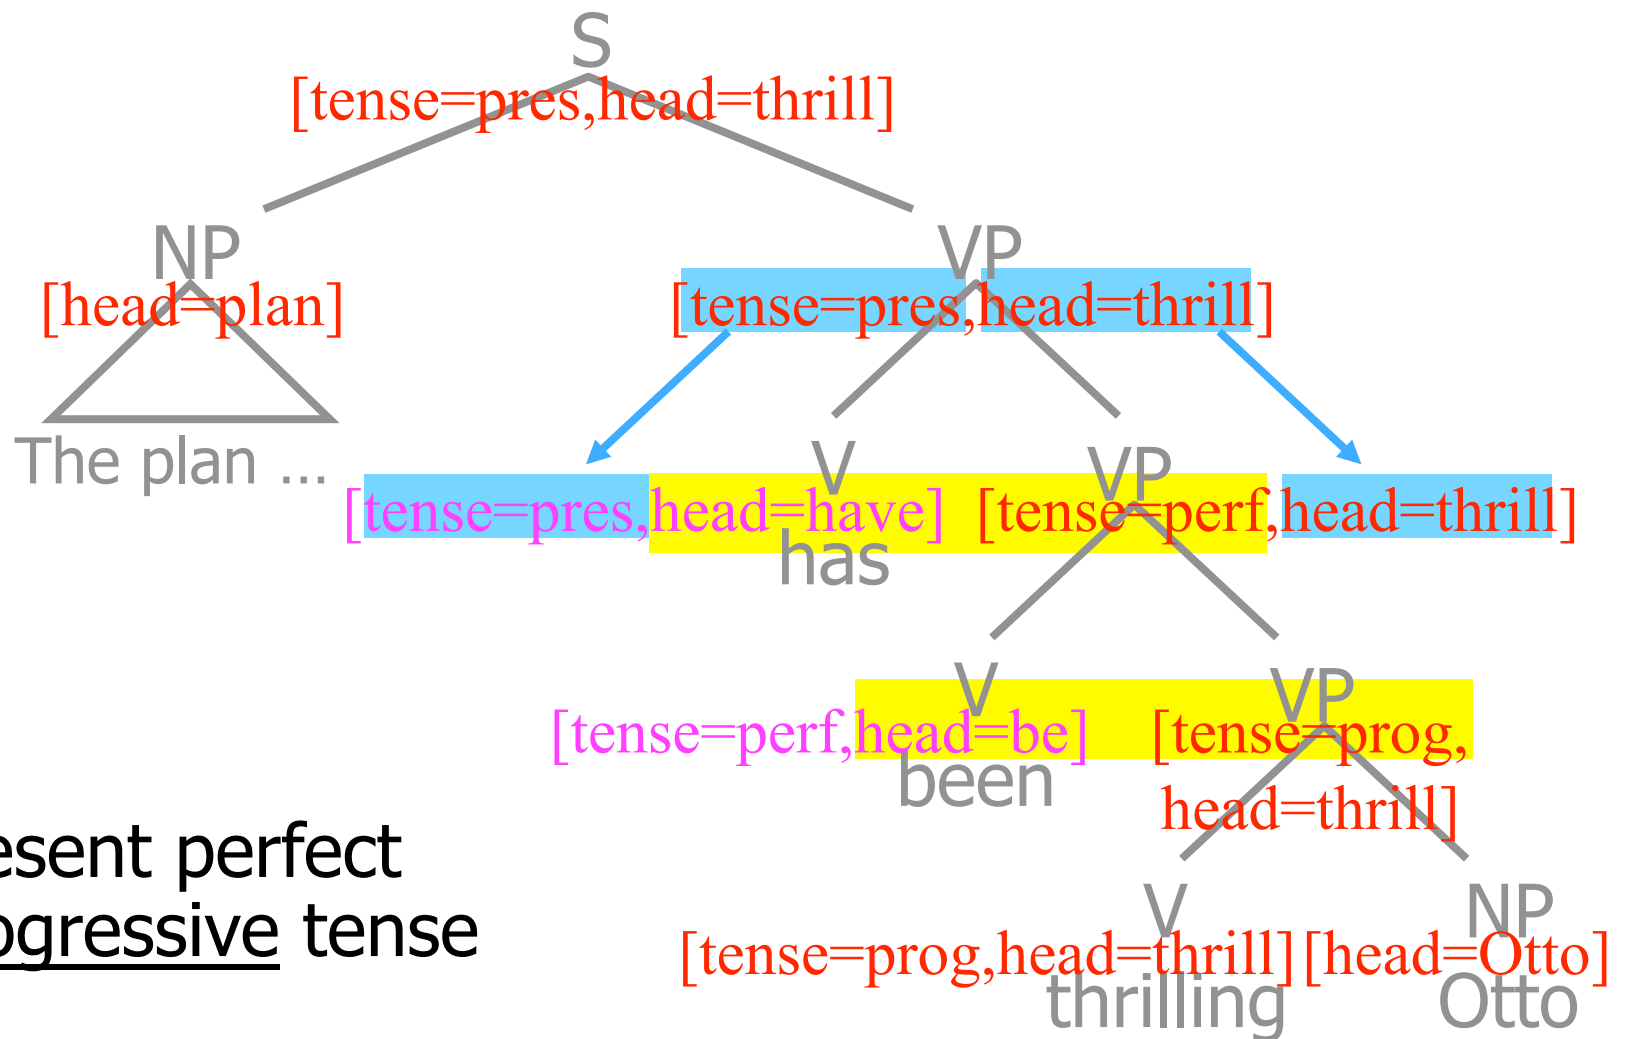 S
[tense=pres,head=thrill]
NP VP
[head=plan] [tense=pres,head=thrill]
The plan ...
V VP
[tense=pres,head=have] [tense=perf,head=thrill]
has
V VP
[tense=perf,head=be] [tense=prog,
been
head=thrill]
esent perfect
ogressive tense
V NP
[tense=prog,head=thrill] [head=Otto]
thrilling Otto